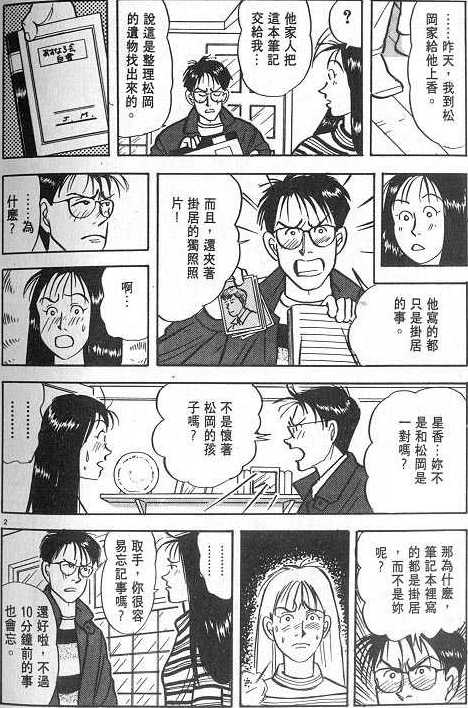 ……昨天，我到松
岡家給他上香。
？
他家人把
這本筆記
交給我…
說這是整理松岡
的遺物找出來的。
J. M.
他寫的都
只是掛居
的事。
而且，還夾著
掛居的獨照照
片！
……為
什麼？
啊…
星香…妳不
是和松岡是
一對嗎？
不是懷著
松岡的孩
子嗎？
…………
…………
那為什麼，
筆記本裡寫
的都是掛居
，而不是妳
呢？
…………
取手，你很容
易忘記事嗎？
還好啦，不過
10分鐘前的事
也會忘。
2